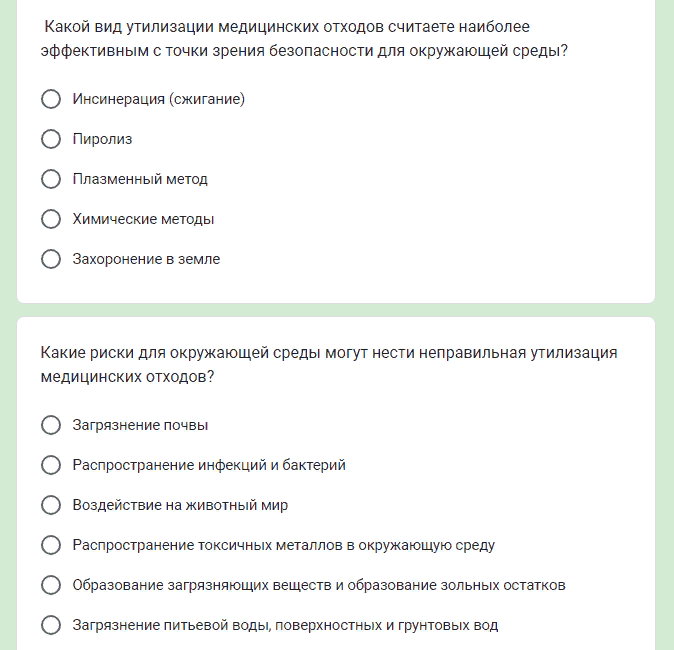 Какой вид утилизации медицинских отходов считаете наиболее
эффективным с точки зрения безопасности для окружающей среды?
Инсинерация (сжигание)
Пиролиз
Плазменный метод
Химические методы
Захоронение в земле
Какие риски для окружающей среды могут нести неправильная утилизация
медицинских отходов?
Загрязнение почвы
Распространение инфекций и бактерий
Воздействие на животный мир
Распространение токсичных металлов в окружающую среду
Образование загрязняющих веществ и образование зольных остатков
Загрязнение питьевой воды, поверхностных и грунтовых вод